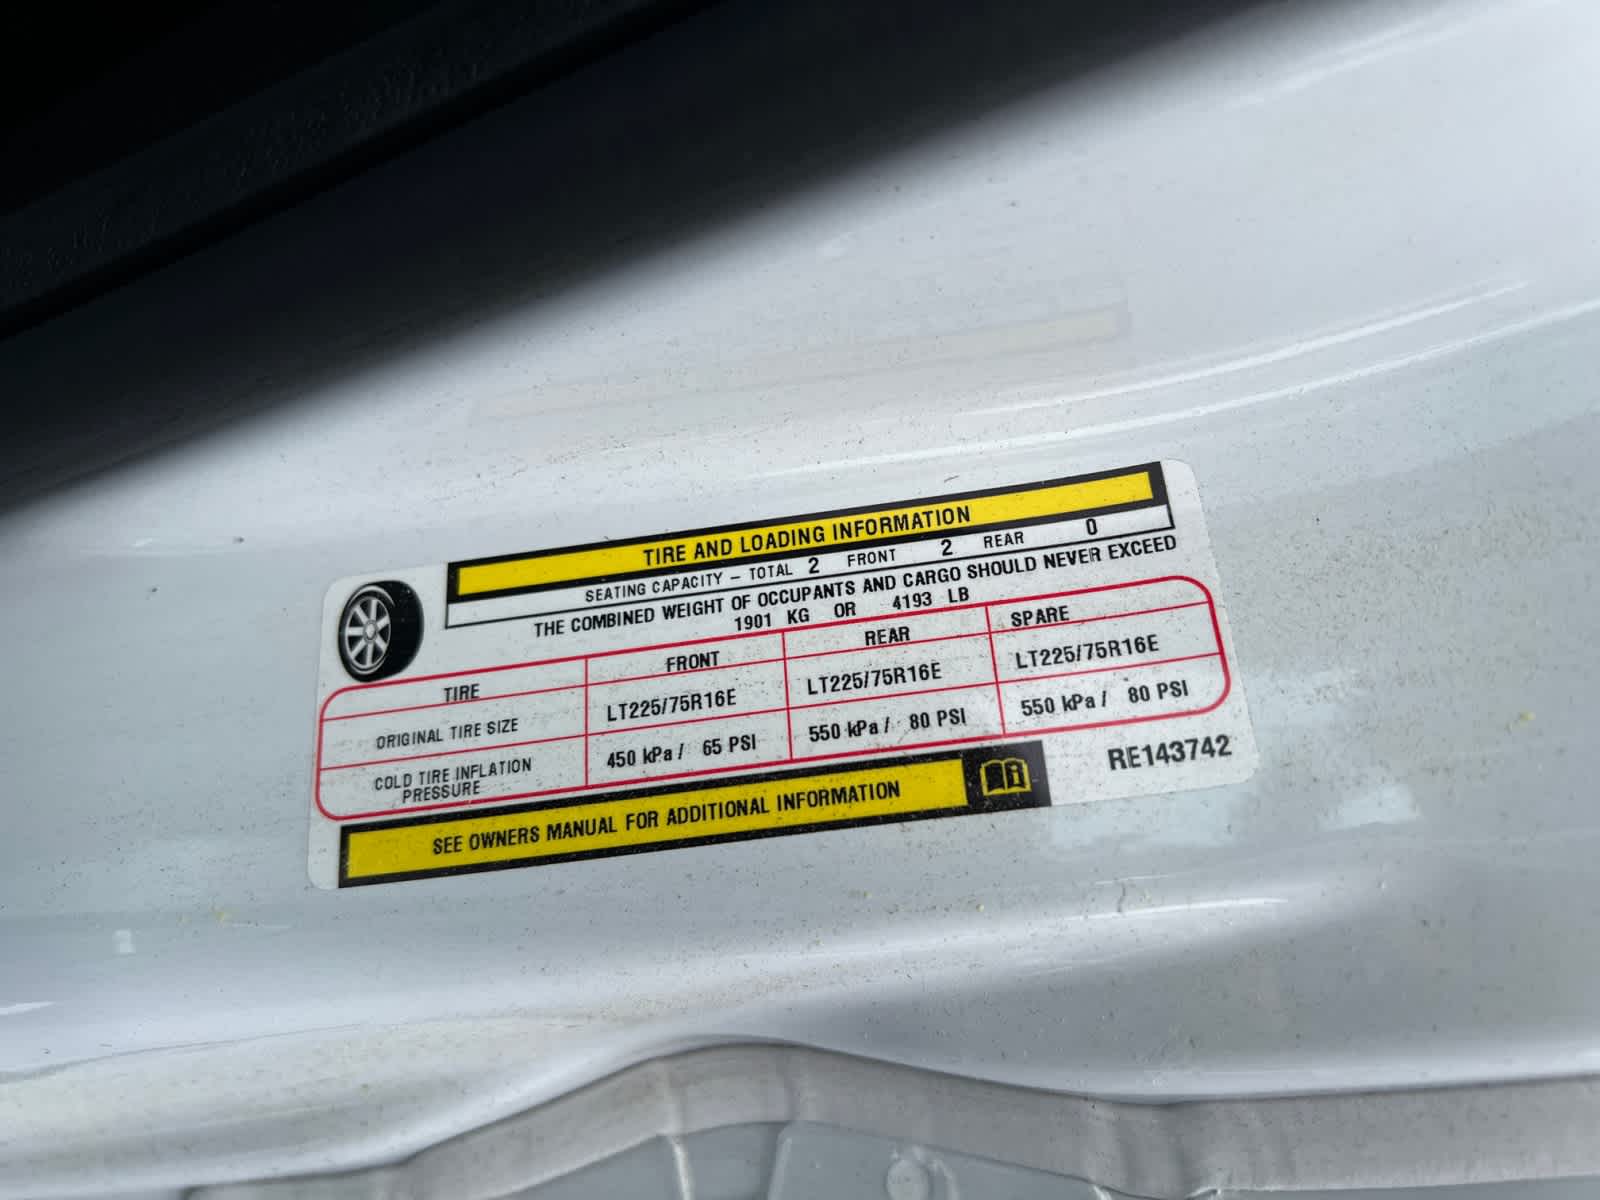 TIRE AND LOADING INFORMATION
SEATING CAPACITY – TOTAL 2 FRONT 2 REAR 0
THE COMBINED WEIGHT OF OCCUPANTS AND CARGO SHOULD NEVER EXCEED
1901 KG OR 4193 LB
TIRE FRONT REAR SPARE
ORIGINAL TIRE SIZE LT225/75R16E LT225/75R16E LT225/75R16E
COLD TIRE INFLATION
PRESSURE 450 kPa / 65 PSI 550 kPa / 80 PSI 550 kPa / 80 PSI
SEE OWNERS MANUAL FOR ADDITIONAL INFORMATION
RE143742